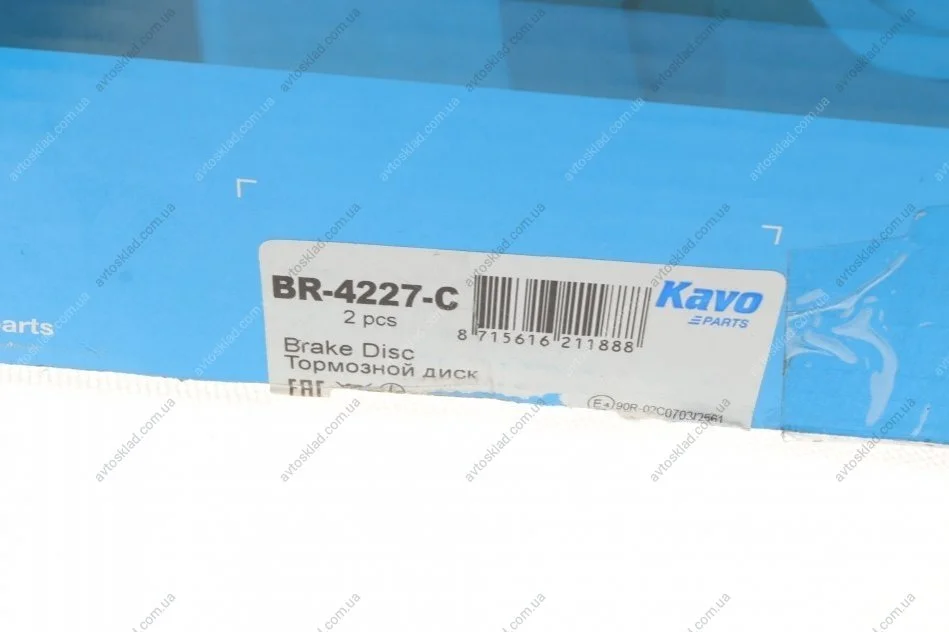 BR-4227-C
2 pcs
8 715616 211888
Kavo
PARTS
Brake Disc
Тормозной диск
EAC
90R-02C0703/2561
arts
avtosklad.com.ua